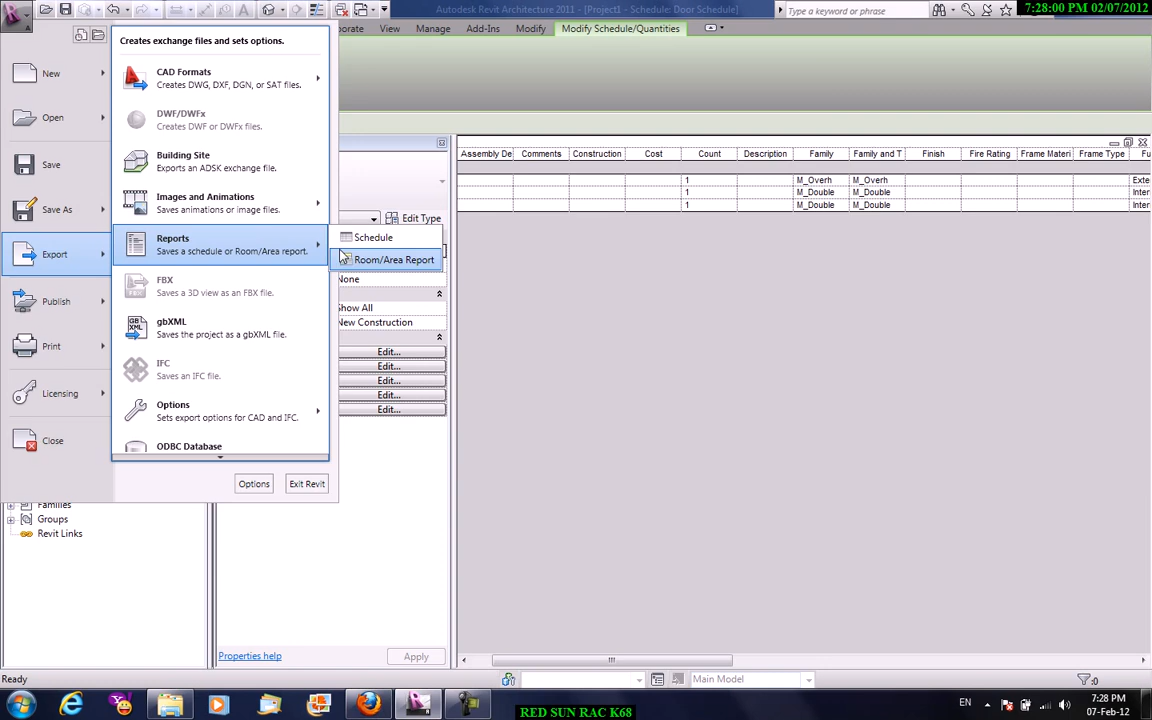 Autodesk Revit Architecture 2011 - [Project1 - Schedule: Door Schedule]
Type a keyword or phrase
7:28:00 PM 02/07/2012
orate
View
Manage
Add-Ins
Modify
Modify Schedule/Quantities
Creates exchange files and sets options.
New
Open
Save
Save As
Export
Publish
Print
Licensing
Close
CAD Formats
Creates DWG, DXF, DGN, or SAT files.
DWF/DWFx
Creates DWF or DWFx files.
Building Site
Exports an ADSK exchange file.
Images and Animations
Saves animations or image files.
Reports
Saves a schedule or Room/Area report.
FBX
Saves a 3D view as an FBX file.
gbXML
Saves the project as a gbXML file.
IFC
Saves an IFC file.
Options
Sets export options for CAD and IFC.
ODBC Database
Options
Exit Revit
Schedule
Room/Area Report
Edit Type
None
Show All
New Construction
Edit...
Edit...
Edit...
Edit...
Edit...
Assembly De Comments Construction Cost Count Description Family Family and T Finish Fire Rating Frame Materi Frame Type Fu
1 M_Overh M_Overh Exte
1 M_Double M_Double Inter
1 M_Double M_Double Inter
Families
Groups
Revit Links
Properties help
Apply
Ready
Main Model
:0
EN
7:28 PM
07-Feb-12
RED SUN RAC K68